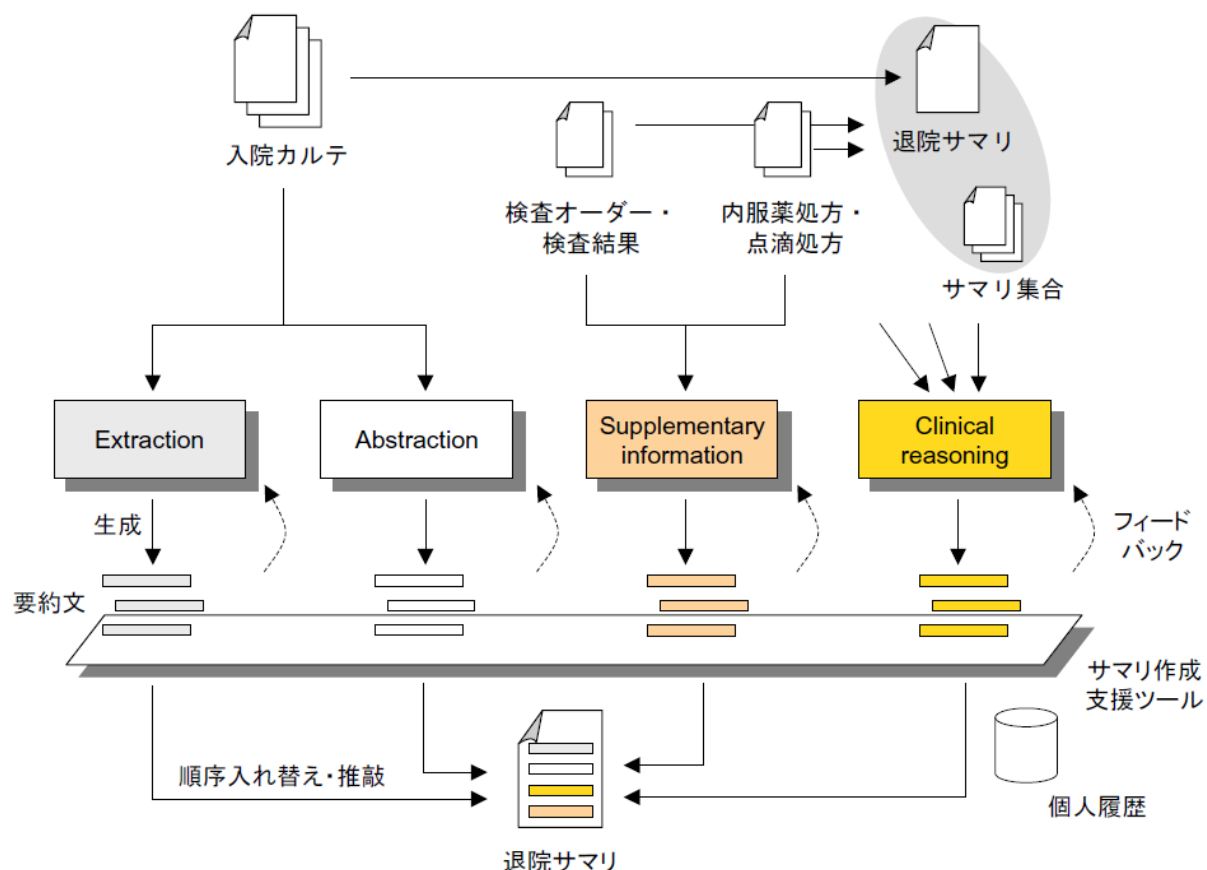 入院カルテ
退院サマリ
検査オーダー・
検査結果
内服薬処方・
点滴処方
サマリ集合
Extraction
Abstraction
Supplementary
information
Clinical
reasoning
生成
フィード
バック
要約文
サマリ作成
支援ツール
順序入れ替え・推敲
個人履歴
退院サマリ